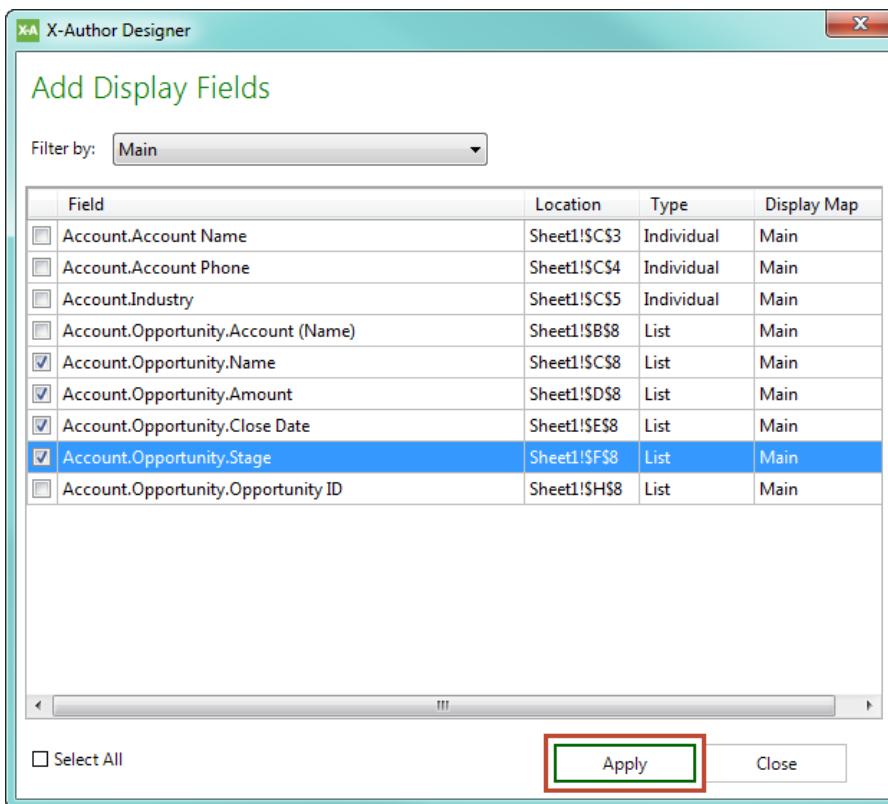 X-A X-Author Designer
Add Display Fields
Filter by: Main
Field Location Type Display Map
Account.Account Name Sheet1!$C$3 Individual Main
Account.Account Phone Sheet1!$C$4 Individual Main
Account.Industry Sheet1!$C$5 Individual Main
Account.Opportunity.Account (Name) Sheet1!$B$8 List Main
Account.Opportunity.Name Sheet1!$C$8 List Main
Account.Opportunity.Amount Sheet1!$D$8 List Main
Account.Opportunity.Close Date Sheet1!$E$8 List Main
Account.Opportunity.Stage Sheet1!$F$8 List Main
Account.Opportunity.Opportunity ID Sheet1!$H$8 List Main
Select All Apply Close